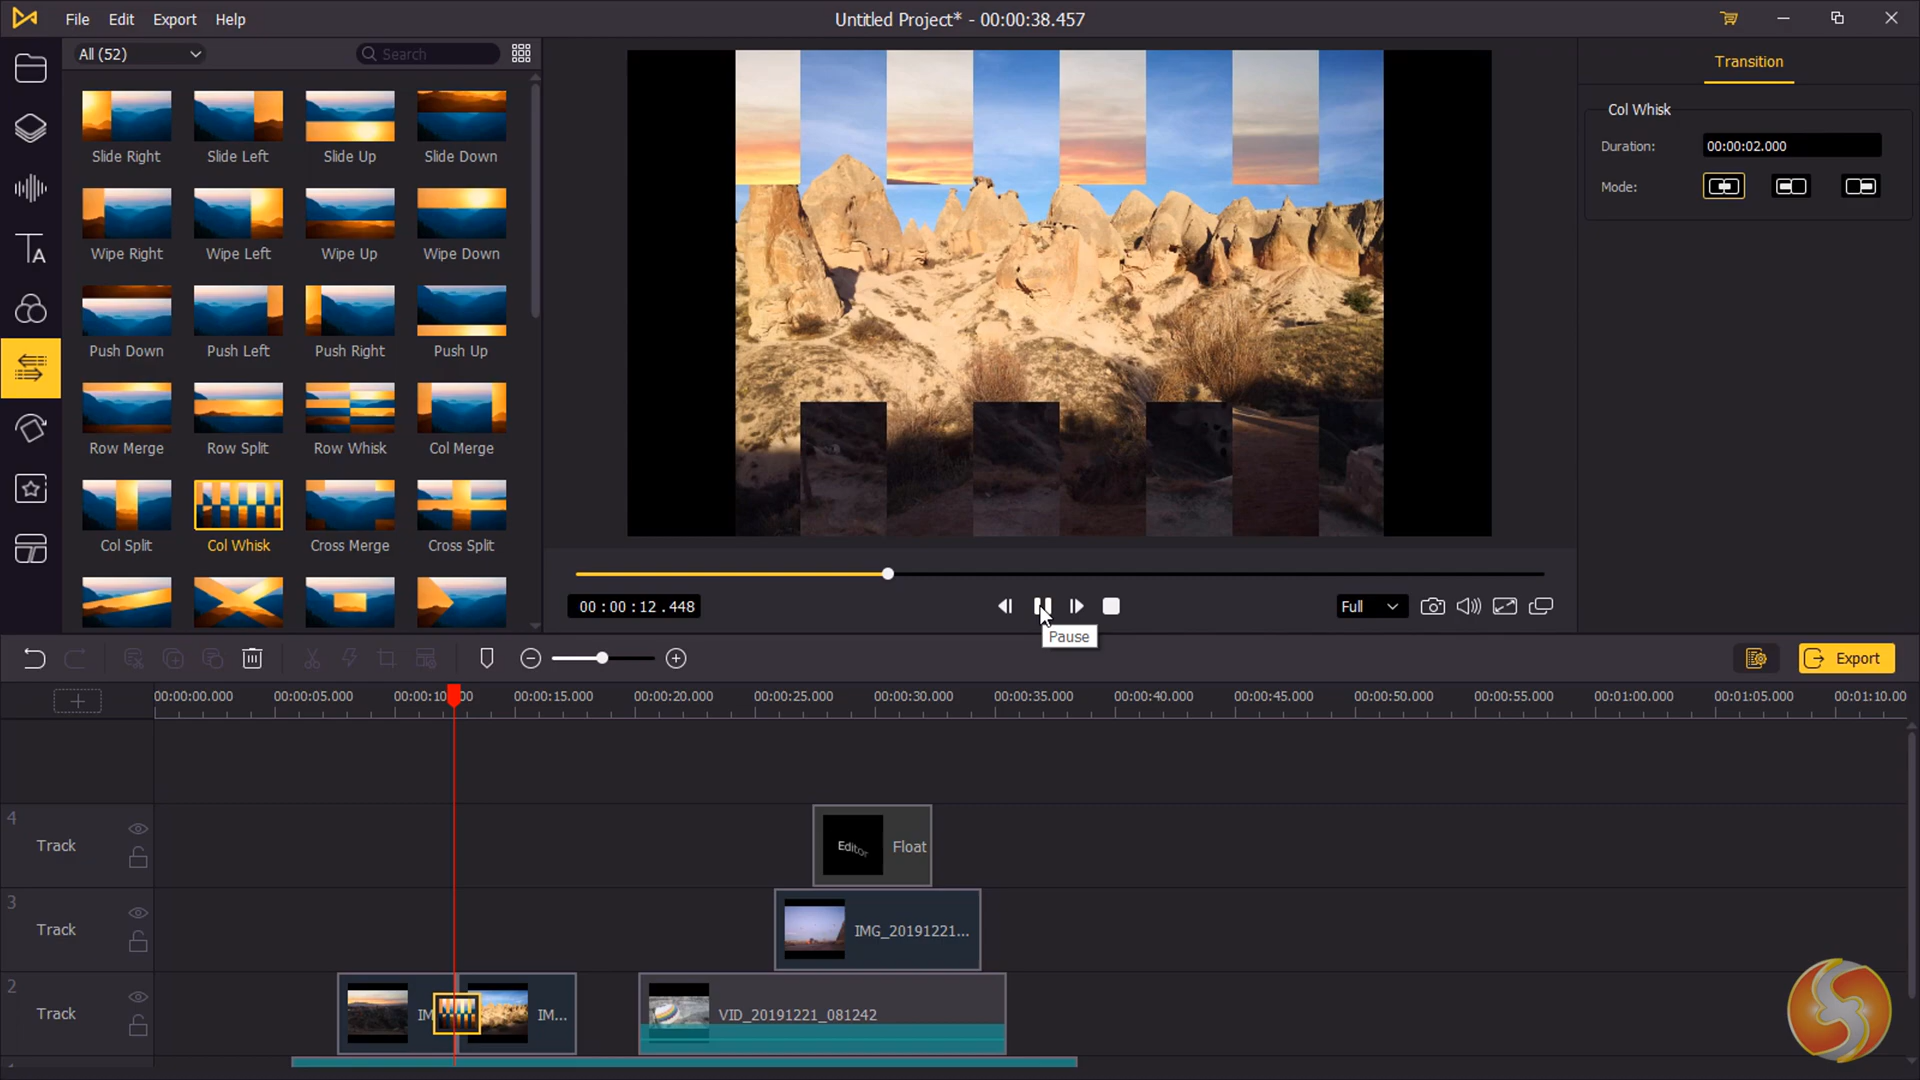 File Edit Export Help
Untitled Project* - 00:00:38.457
All (52)
Search
Slide Right Slide Left Slide Up Slide Down
Wipe Right Wipe Left Wipe Up Wipe Down
Push Down Push Left Push Right Push Up
Row Merge Row Split Row Whisk Col Merge
Col Split Col Whisk Cross Merge Cross Split
Transition
Col Whisk
Duration: 00:00:02.000
Mode:
00:00:12.448
Full
Pause
Export
00:00:00.000 00:00:05.000 00:00:15.000 00:00:20.000 00:00:25.000 00:00:30.000 00:00:35.000 00:00:40.000 00:00:45.000 00:00:50.000 00:00:55.000 00:01:00.000 00:01:05.000 00:01:10.00
4
Track
Editor Float
3
Track
IMG_20191221...
2
Track
IM IM...
VID_20191221_081242